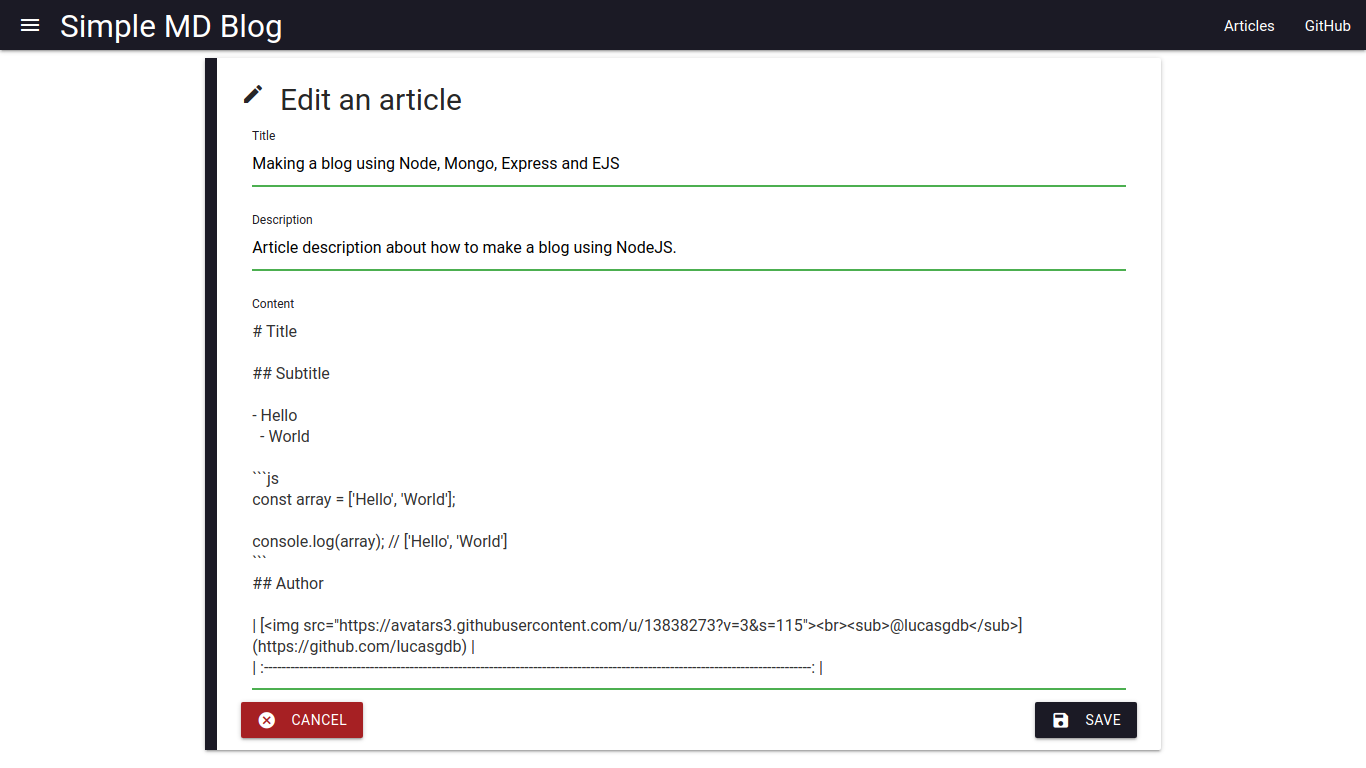 Simple MD Blog
Articles
GitHub
Edit an article
Title
Making a blog using Node, Mongo, Express and EJS
Description
Article description about how to make a blog using NodeJS.
Content
# Title
## Subtitle
- Hello
  - World
```js
const array = ['Hello', 'World'];
console.log(array); // ['Hello', 'World']
```
## Author
| [<img src="https://avatars3.githubusercontent.com/u/13838273?v=3&s=115"><br><sub>@lucasgdb</sub>]
(https://github.com/lucasgdb) |
| :---------------------------------------------------------------------------------------------------------------------------------------: |
CANCEL
SAVE